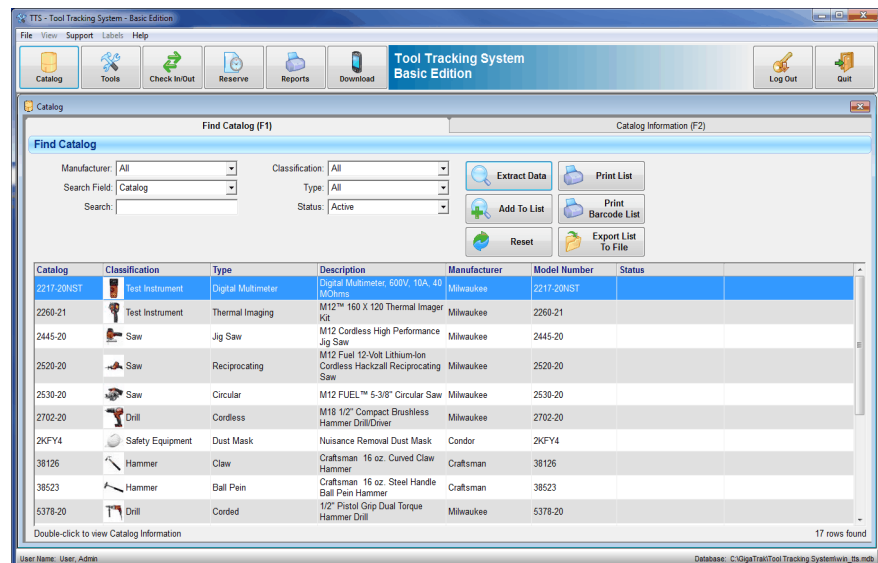 TTS - Tool Tracking System - Basic Edition
File View Support Labels Help
Catalog Tools Check In/Out Reserve Reports Download Log Out Quit
Tool Tracking System
Basic Edition
Catalog
Find Catalog (F1) Catalog Information (F2)
Find Catalog
Manufacturer: All Classification: All
Search Field: Catalog Type: All
Search: Status: Active
Extract Data Print List
Add To List Print
Barcode List
Reset Export List
To File
Catalog Classification Type Description Manufacturer Model Number Status
2217-20NST Test Instrument Digital Multimeter Digital Multimeter, 600V, 10A, 40
MOhms Milwaukee 2217-20NST
2260-21 Test Instrument Thermal Imaging M12™ 160 X 120 Thermal Imager
Kit Milwaukee 2260-21
2445-20 Saw Jig Saw M12 Cordless High Performance
Jig Saw Milwaukee 2445-20
2520-20 Saw Reciprocating M12 Fuel 12-Volt Lithium-Ion
Cordless Hackzall Reciprocating
Saw Milwaukee 2520-20
2530-20 Saw Circular M12 FUEL™ 5-3/8" Circular Saw Milwaukee 2530-20
2702-20 Drill Cordless M18 1/2" Compact Brushless
Hammer Drill/Driver Milwaukee 2702-20
2KFY4 Safety Equipment Dust Mask Nuisance Removal Dust Mask Condor 2KFY4
38126 Hammer Claw Craftsman 16 oz. Curved Claw
Hammer Craftsman 38126
38523 Hammer Ball Pein Craftsman 16 oz. Steel Handle
Ball Pein Hammer Craftsman 38523
5378-20 Drill Corded 1/2" Pistol Grip Dual Torque
Hammer Drill Milwaukee 5378-20
Double-click to view Catalog Information 17 rows found
User Name: User, Admin Database: C:\GigaTrak\Tool Tracking System\win_tta.mdb